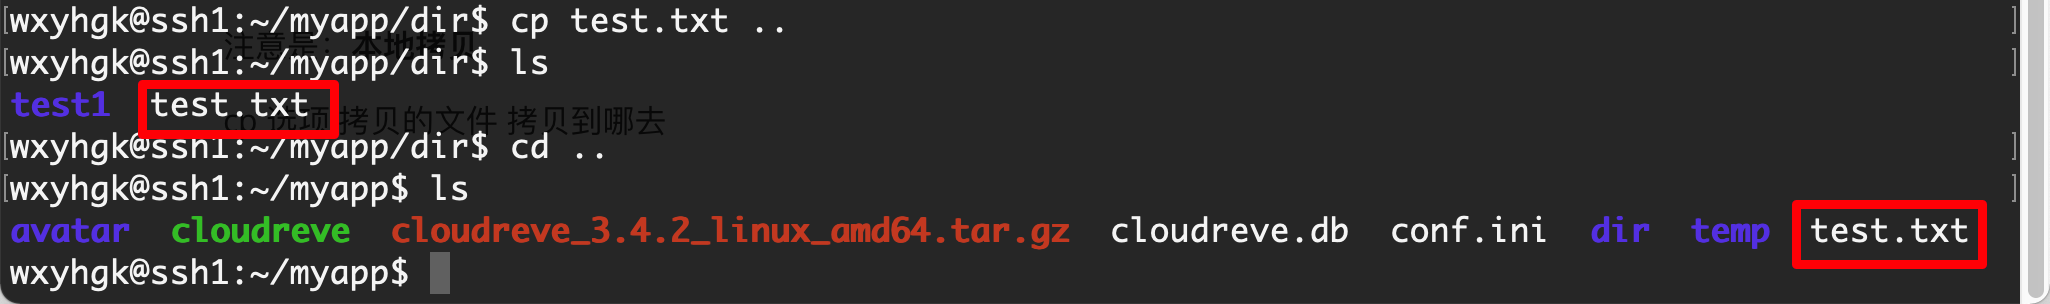 wxyhgk@ssh1:~/myapp/dir$ cp test.txt ..
注意是：本地拷贝
wxyhgk@ssh1:~/myapp/dir$ ls
test1 test.txt
cp 选项 拷贝的文件 拷贝到哪去
wxyhgk@ssh1:~/myapp/dir$ cd ..
wxyhgk@ssh1:~/myapp$ ls
avatar cloudreve cloudreve_3.4.2_linux_amd64.tar.gz cloudreve.db conf.ini dir temp test.txt
wxyhgk@ssh1:~/myapp$